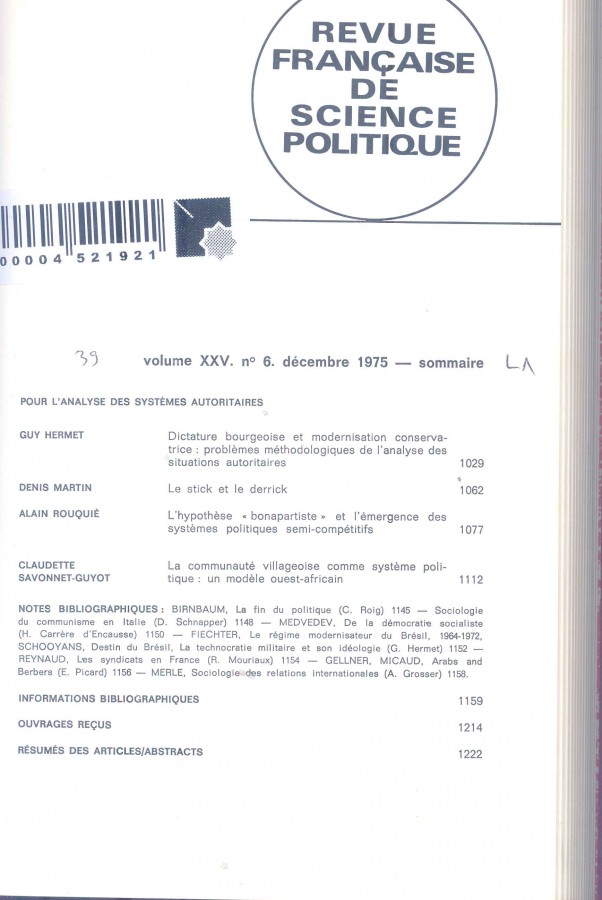 REVUE
FRANÇAISE
DE
SCIENCE
POLITIQUE
00004 521921
39 volume XXV. nº 6. décembre 1975 — sommaire
POUR L'ANALYSE DES SYSTÈMES AUTORITAIRES
GUY HERMET Dictature bourgeoise et modernisation conserva-
trice : problèmes méthodologiques de l'analyse des
situations autoritaires 1029
DENIS MARTIN Le stick et le derrick 1062
ALAIN ROUQUIÉ L'hypothèse « bonapartiste » et l'émergence des
systèmes politiques semi-compétitifs 1077
CLAUDETTE La communauté villageoise comme système poli-
SAVONNET-GUYOT tique : un modèle ouest-africain 1112
NOTES BIBLIOGRAPHIQUES : BIRNBAUM, La fin du politique (C. Roig) 1145 — Sociologie
du communisme en Italie (D. Schnapper) 1148 — MEDVEDEV, De la démocratie socialiste
(H. Carrère d'Encausse) 1150 — FIECHTER, Le régime modernisateur du Brésil, 1964-1972,
SCHOOYANS, Destin du Brésil, La technocratie militaire et son idéologie (G. Hermet) 1152 —
REYNAUD, Les syndicats en France (R. Mouriaux) 1154 — GELLNER, MICAUD, Arabs and
Berbers (E. Picard) 1156 — MERLE, Sociologie des relations internationales (A. Grosser) 1158.
INFORMATIONS BIBLIOGRAPHIQUES 1159
OUVRAGES REÇUS 1214
RÉSUMÉS DES ARTICLES/ABSTRACTS 1222